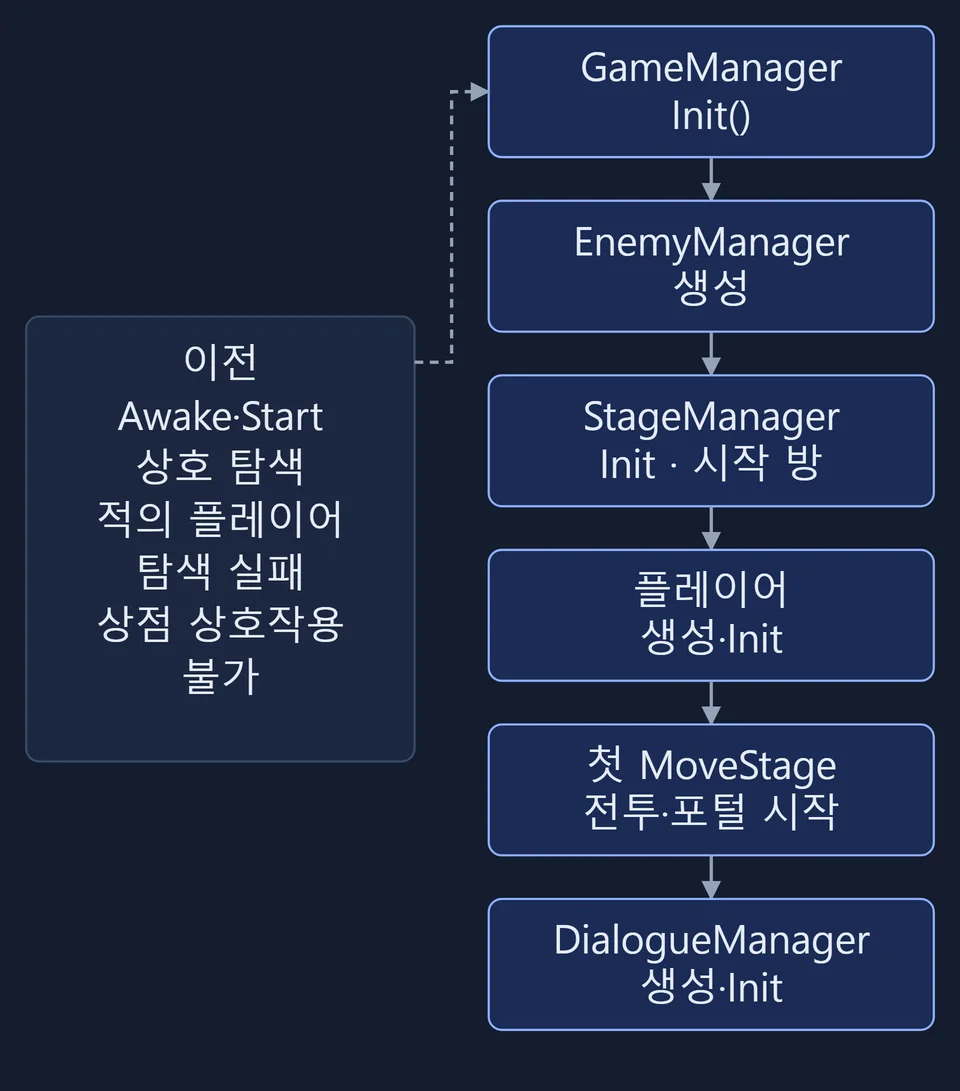 GameManager
Init()
EnemyManager
생성
이전
Awake·Start
상호 탐색
적의 플레이어
탐색 실패
상점 상호작용
불가
StageManager
Init · 시작 방
플레이어
생성·Init
첫 MoveStage
전투·포털 시작
DialogueManager
생성·Init